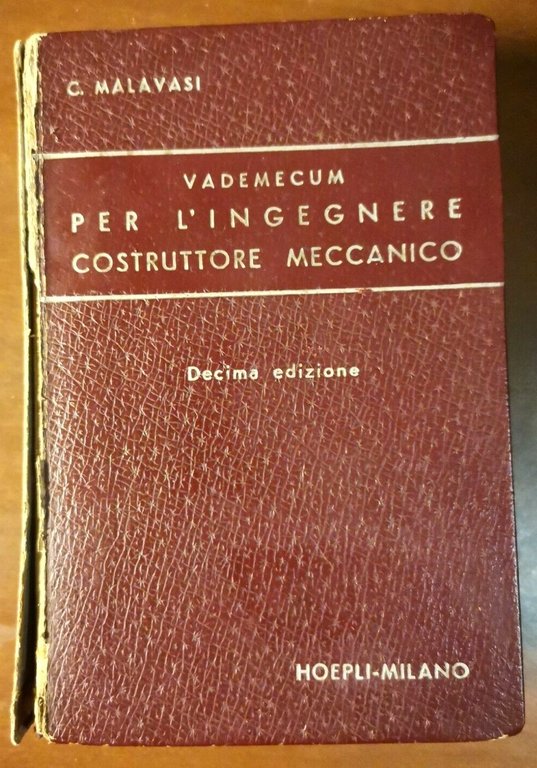 C. MALAVASI
VADEMECUM
PER L'INGEGNERE
COSTRUTTORE MECCANICO
Decima edizione
HOEPLI-MILANO